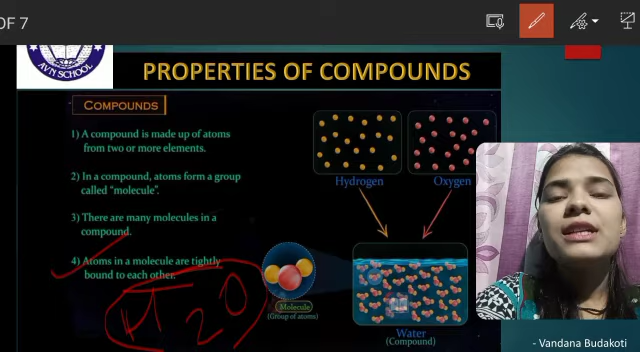 OF 7
AVN SCHOOL
PROPERTIES OF COMPOUNDS
COMPOUNDS
1) A compound is made up of atoms
from two or more elements.
2) In a compound, atoms form a group
called "molecule".
3) There are many molecules in a
compound.
4) Atoms in a molecule are tightly
bound to each other.
Hydrogen
Oxygen
Molecule
(Group of atoms)
Water
(Compound)
H 2 O
- Vandana Budakoti